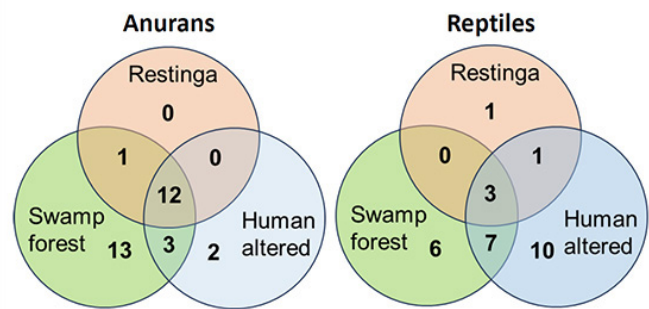 Anurans
Restinga
0
1
0
12
Swamp
forest
13
3
2
Human
altered
Reptiles
Restinga
1
0
1
3
Swamp
forest
6
7
10
Human
altered